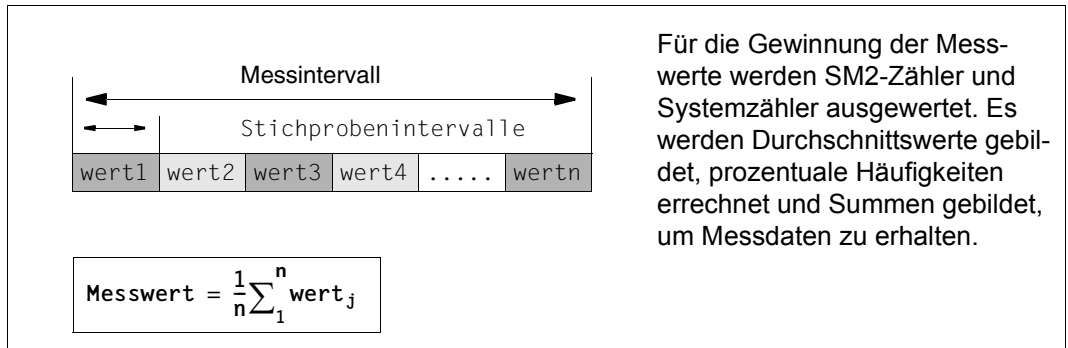 Messintervall
Stichprobenintervalle
wert1 wert2 wert3 wert4 ..... wertn
Messwert = 1/n ∑₁ⁿ wertⱼ
Für die Gewinnung der Mess-
werte werden SM2-Zähler und
Systemzähler ausgewertet. Es
werden Durchschnittswerte gebil-
det, prozentuale Häufigkeiten
errechnet und Summen gebildet,
um Messdaten zu erhalten.